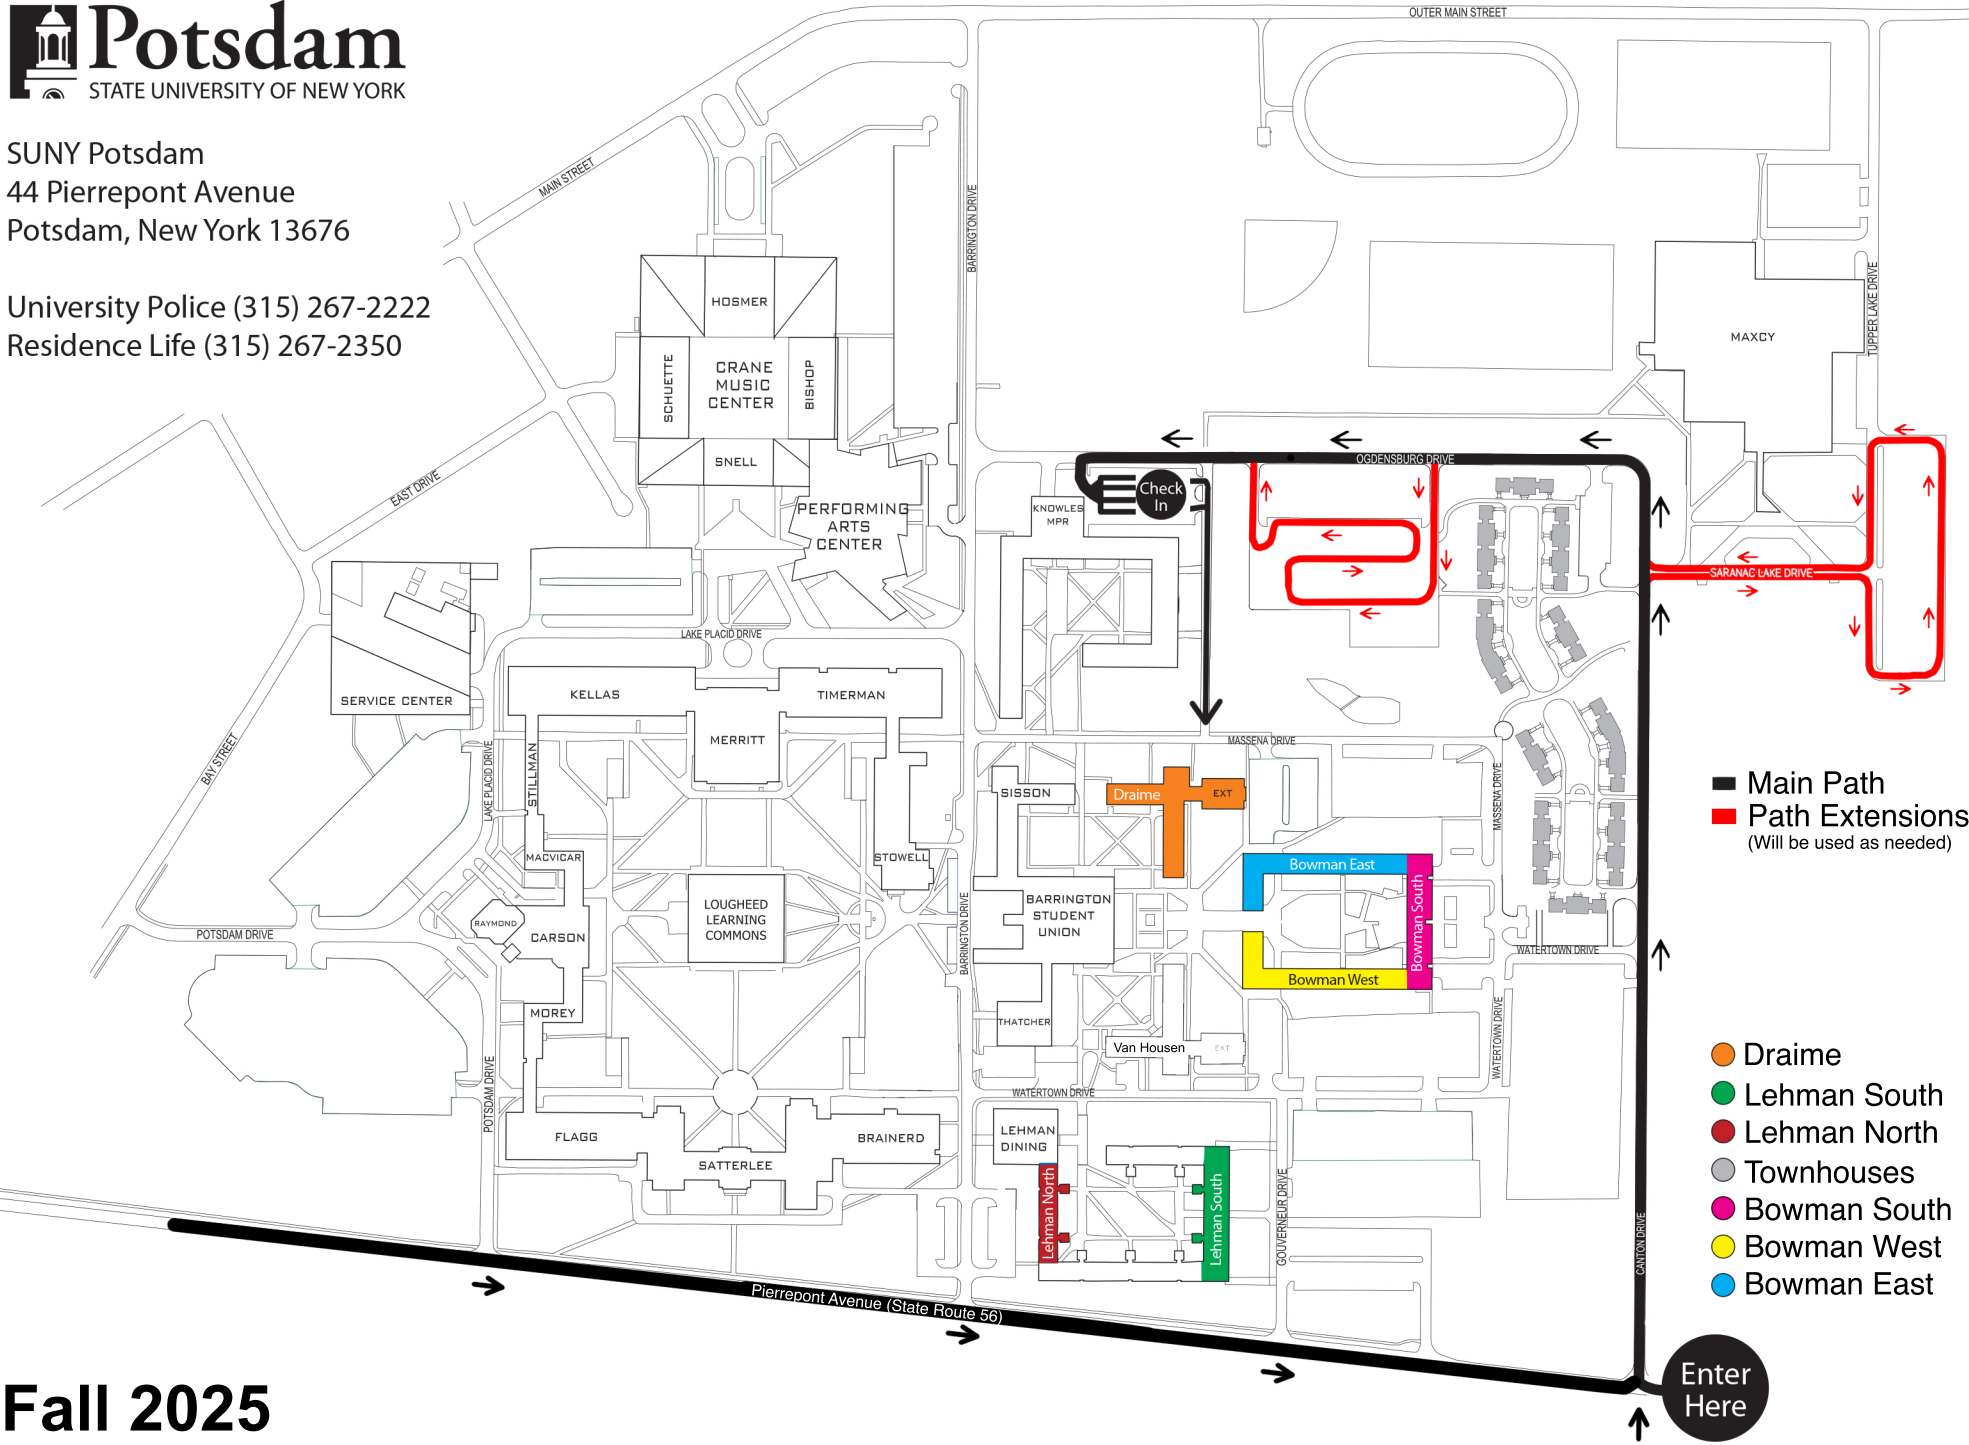 Potsdam
STATE UNIVERSITY OF NEW YORK
SUNY Potsdam
44 Pierrepont Avenue
Potsdam, New York 13676
University Police (315) 267-2222
Residence Life (315) 267-2350
OUTER MAIN STREET
MAIN STREET
BARRINGTON DRIVE
TUPPER LAKE DRIVE
HOSMER
SCHUETTE
CRANE
MUSIC
CENTER
BISHOP
SNELL
MAXCY
EAST DRIVE
PERFORMING
ARTS
CENTER
KNOWLES
MPR
Check
In
OGDENSBURG DRIVE
SARANAC LAKE DRIVE
LAKE PLACID DRIVE
SERVICE CENTER
KELLAS
TIMERMAN
MERRITT
STILLMAN
LAKE PLACID DRIVE
BAY STREET
MASSENA DRIVE
MASSENA DRIVE
SISSON
Draime
EXT
Main Path
Path Extensions
(Will be used as needed)
MACVICAR
STOWELL
Bowman East
Bowman South
Bowman West
LOUGHEED
LEARNING
COMMONS
BARRINGTON
STUDENT
UNION
BARRINGTON DRIVE
RAYMOND
CARSON
POTSDAM DRIVE
WATERTOWN DRIVE
MOREY
THATCHER
Van Housen
EXT
WATERTOWN DRIVE
POTSDAM DRIVE
WATERTOWN DRIVE
FLAGG
BRAINERD
SATTERLEE
LEHMAN
DINING
Lehman North
Lehman South
GOUVERNEUR DRIVE
CANTON DRIVE
Draime
Lehman South
Lehman North
Townhouses
Bowman South
Bowman West
Bowman East
Pierrepont Avenue (State Route 56)
Enter
Here
Fall 2025